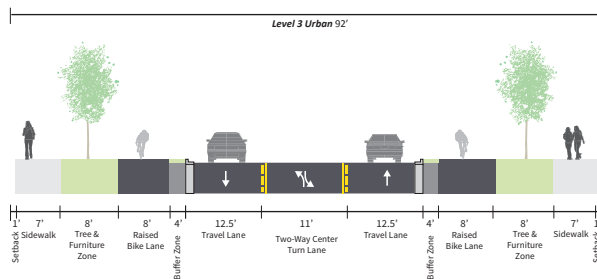 Level 3 Urban 92'
1' 7' 8' 8' 4' 12.5' 11' 12.5' 4' 8' 8' 7' 1
Setback
Sidewalk
Tree &
Furniture
Zone
Raised
Bike Lane
Buffer Zone
Travel Lane
Two-Way Center
Turn Lane
Travel Lane
Buffer Zone
Raised
Bike Lane
Tree &
Furniture
Zone
Sidewalk
Setback